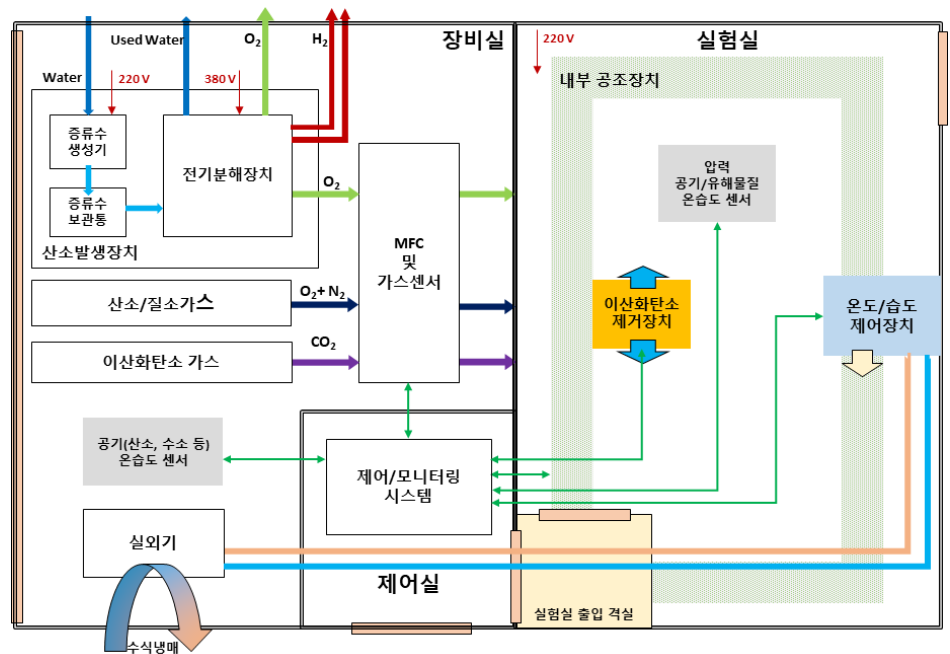 Used Water
O2
H2
장비실
실험실
220 V
Water
220 V
380 V
내부 공조장치
증류수
생성기
전기분해장치
증류수
보관통
산소발생장치
O2
압력
공기/유해물질
온습도 센서
MFC
및
가스센서
산소/질소가스
O2+ N2
이산화탄소
제거장치
온도/습도
제어장치
이산화탄소 가스
CO2
공기(산소, 수소 등)
온습도 센서
제어/모니터링
시스템
실외기
제어실
실험실 출입 격실
수식냉매